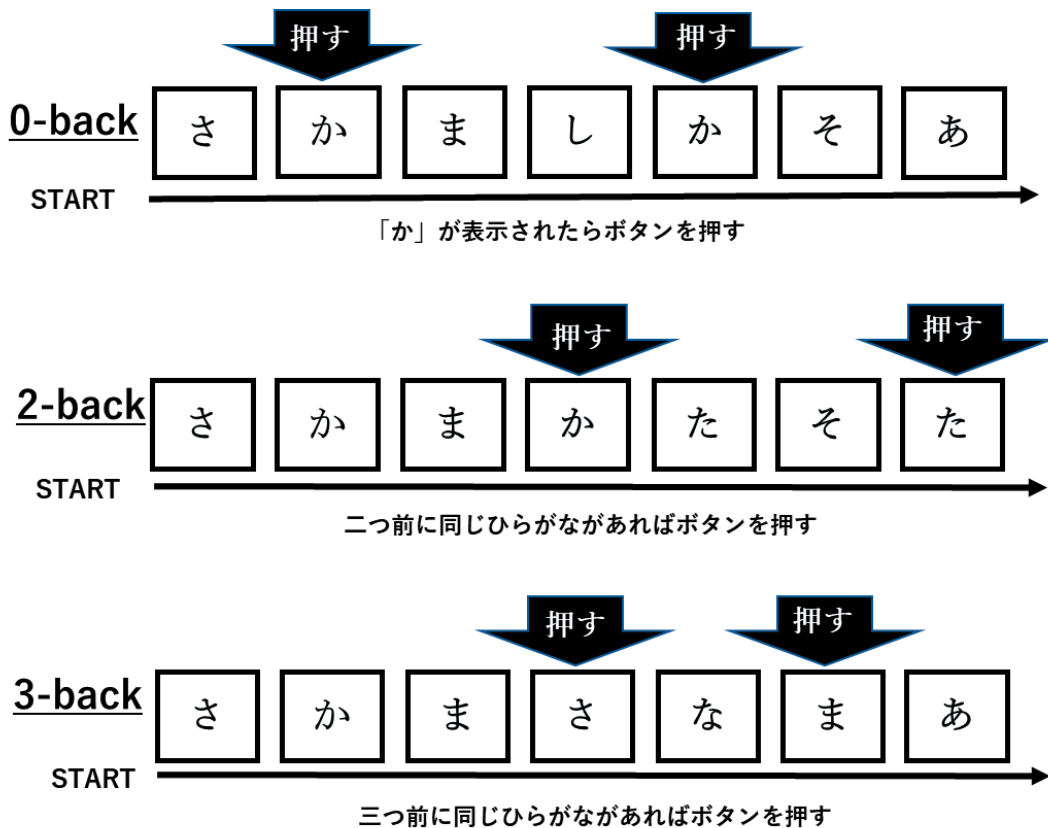 押す 押す
0-back さ か ま し か そ あ
START
「か」が表示されたらボタンを押す
押す 押す
2-back さ か ま か た そ た
START
二つ前に同じひらがながあればボタンを押す
押す 押す
3-back さ か ま さ な ま あ
START
三つ前に同じひらがながあればボタンを押す